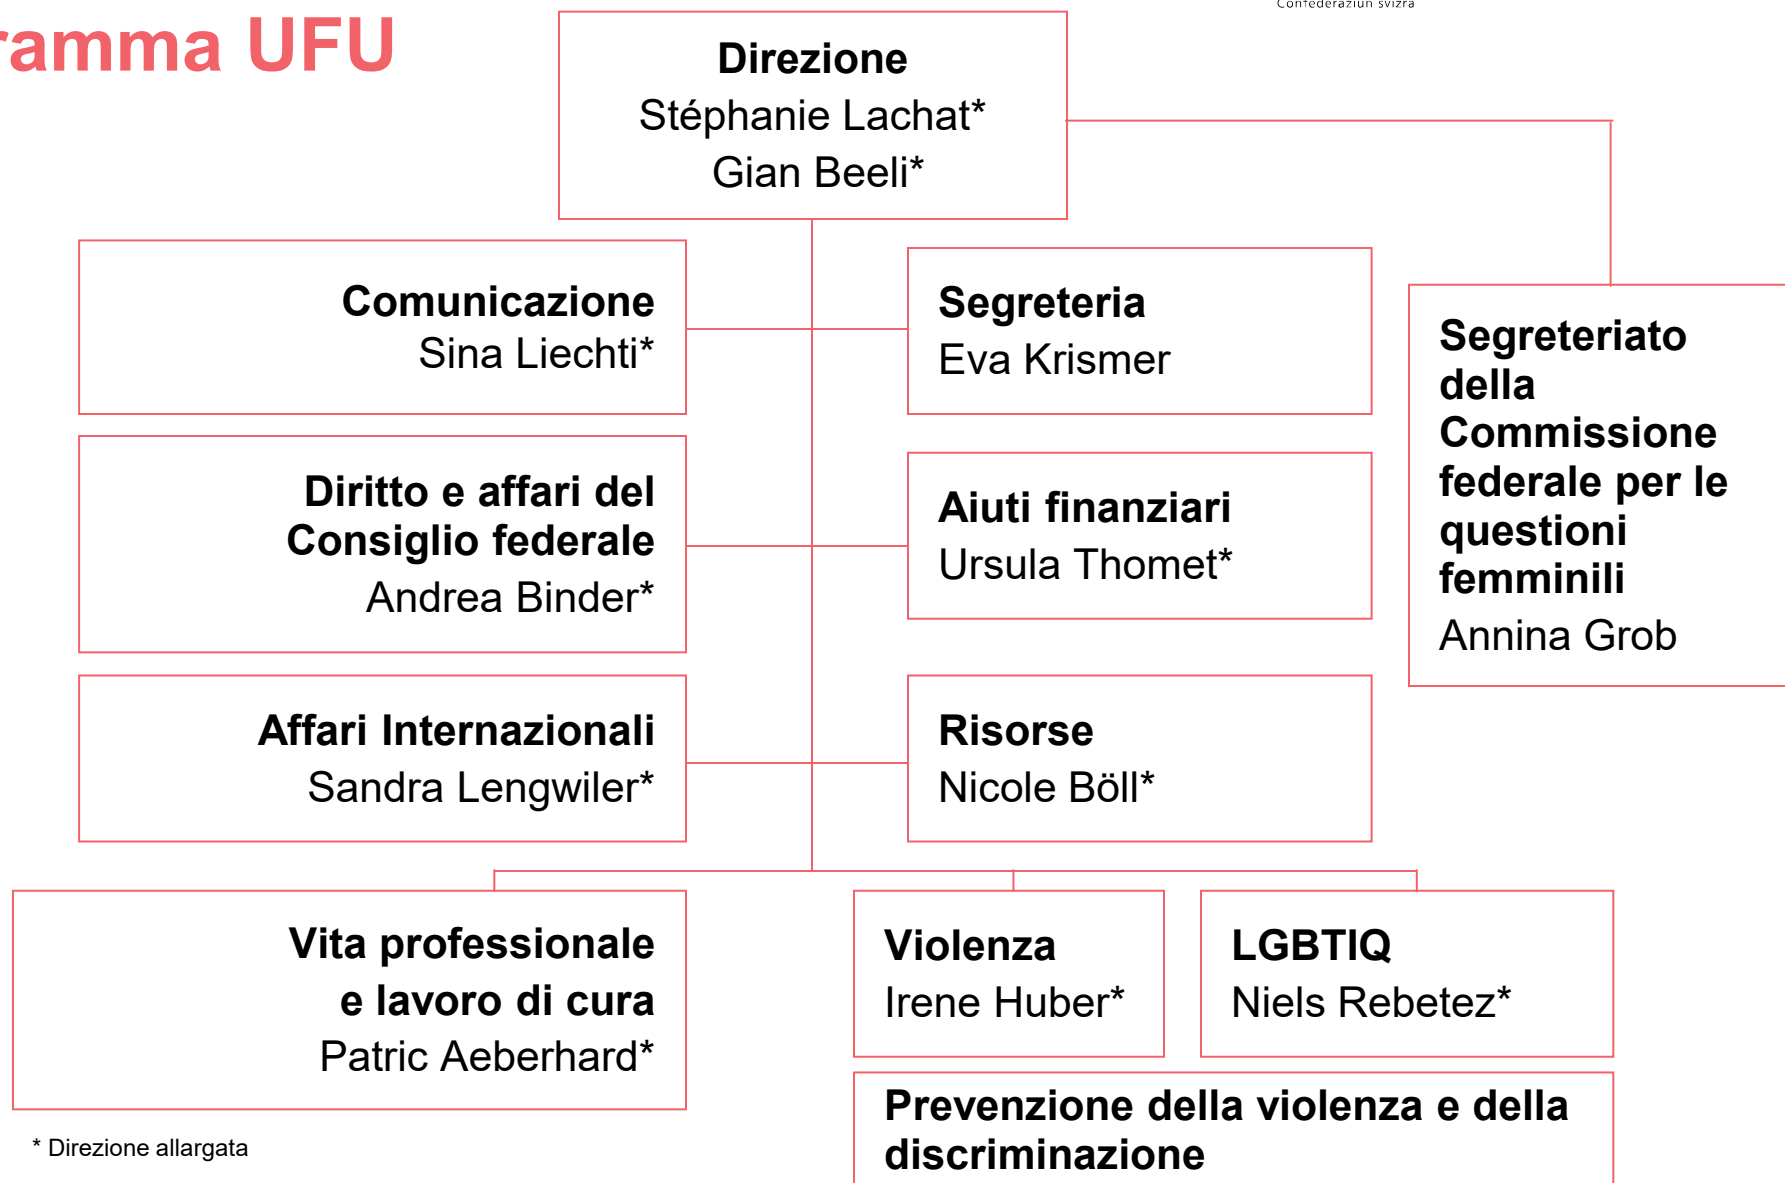 ramma UFU
Confederaziun svizra
Direzione
Stéphanie Lachat*
Gian Beeli*
Comunicazione
Sina Liechti*
Segreteria
Eva Krismer
Segreteriato
della
Commissione
federale per le
questioni
femminili
Annina Grob
Diritto e affari del
Consiglio federale
Andrea Binder*
Aiuti finanziari
Ursula Thomet*
Affari Internazionali
Sandra Lengwiler*
Risorse
Nicole Böll*
Vita professionale
e lavoro di cura
Patric Aeberhard*
Violenza
Irene Huber*
LGBTIQ
Niels Rebetez*
Prevenzione della violenza e della
discriminazione
* Direzione allargata